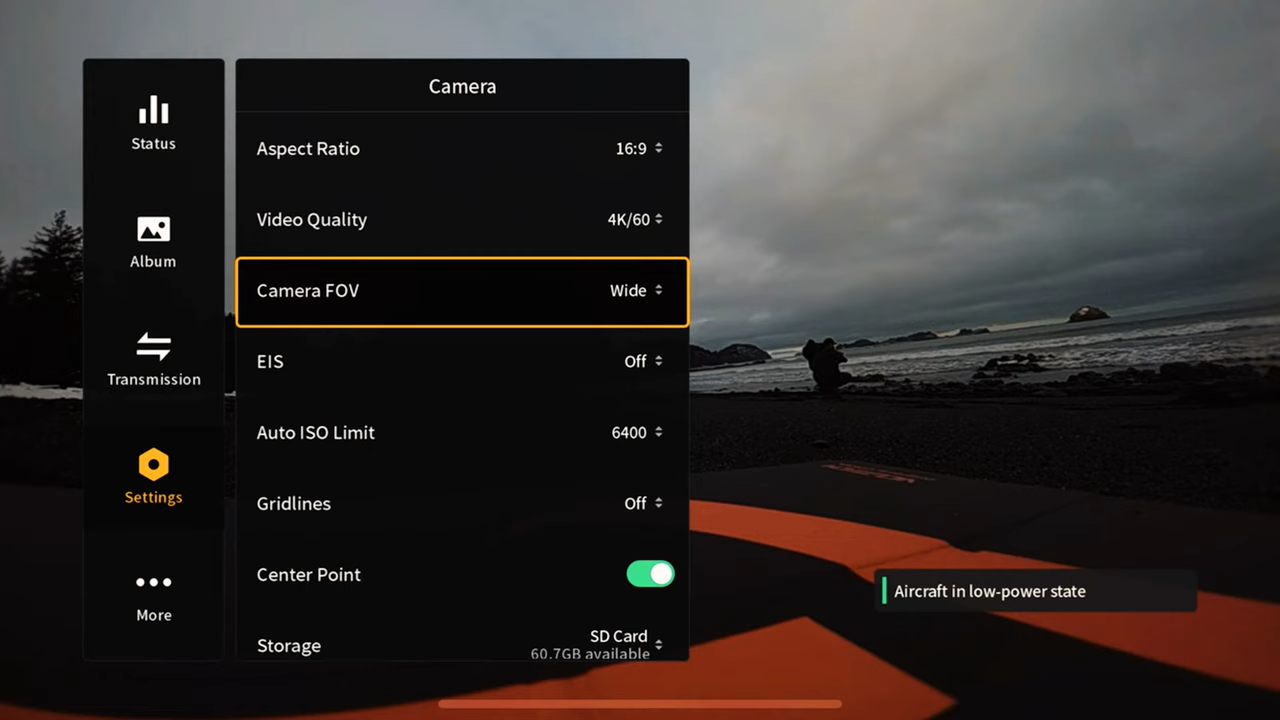 Status
Album
Transmission
Settings
More
Camera
Aspect Ratio 16:9
Video Quality 4K/60
Camera FOV Wide
EIS Off
Auto ISO Limit 6400
Gridlines Off
Center Point
Storage SD Card
60.7GB available
Aircraft in low-power state